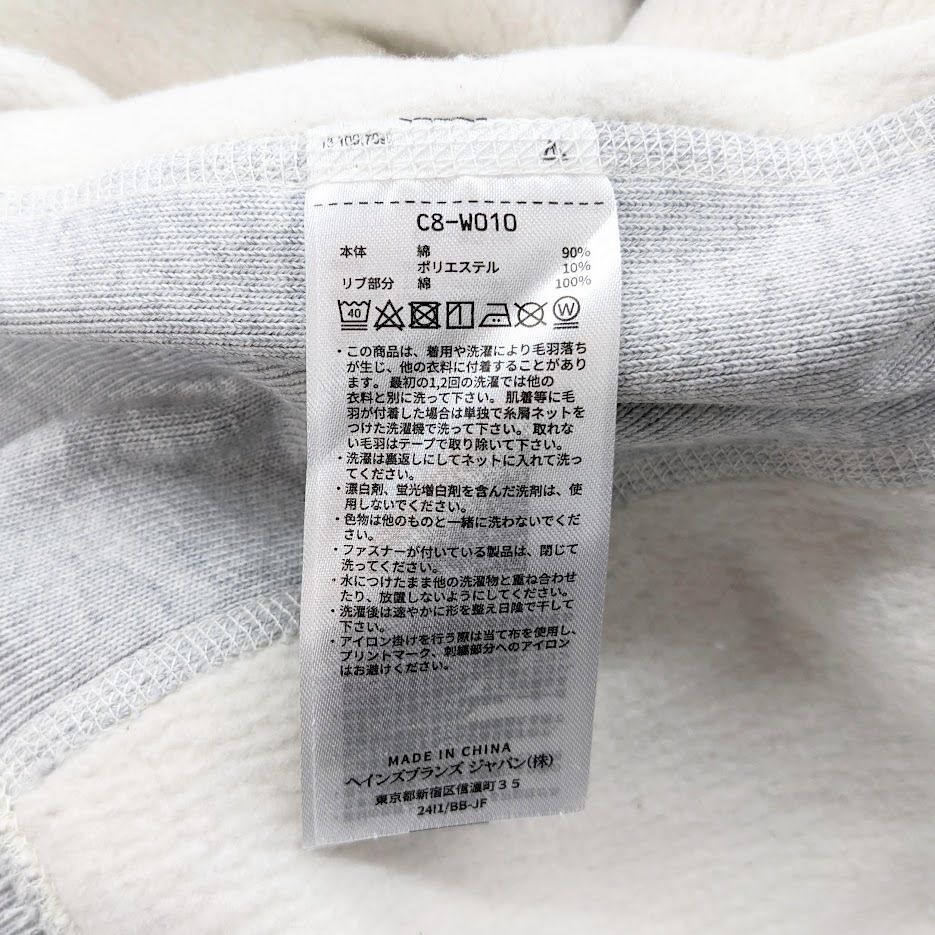 C8-W010
本体 綿 90%
ポリエステル 10%
リブ部分 綿 100%
40 W
・この商品は、着用や洗濯により毛羽落ち
が生じ、他の衣料に付着することがあり
ます。最初の1,2回の洗濯では他の
衣料と別に洗って下さい。肌着等に毛
羽が付着した場合は単独で糸屑ネットを
つけた洗濯機で洗って下さい。取れな
い毛羽はテープで取り除いて下さい。
・洗濯は裏返しにしてネットに入れて洗っ
てください。
・漂白剤、蛍光増白剤を含んだ洗剤は、使
用しないでください。
・色物は他のものと一緒に洗わないでくだ
さい。
・ファスナーが付いている製品は、閉じて
洗ってください。
・水につけたまま他の洗濯物と重ね合わせ
たり、放置しないようにしてください。
・洗濯後は速やかに形を整え日陰で干して
下さい。
・アイロン掛けを行う際は当て布を使用し、
プリントマーク、刺繍部分へのアイロン
はお避けください。
MADE IN CHINA
ヘインズブランズ ジャパン(株)
東京都新宿区信濃町35
24I1/BB-JF